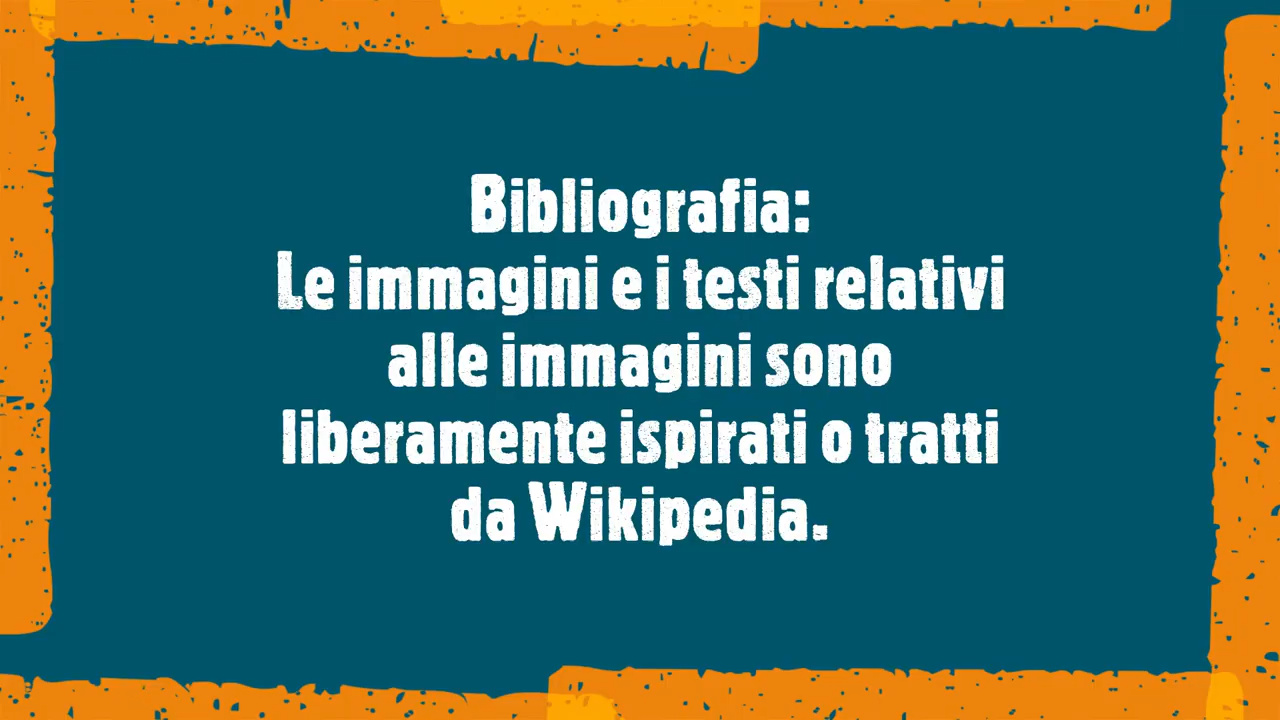 Bibliografia:
Le immagini e i testi relativi
alle immagini sono
liberamente ispirati o tratti
da Wikipedia.